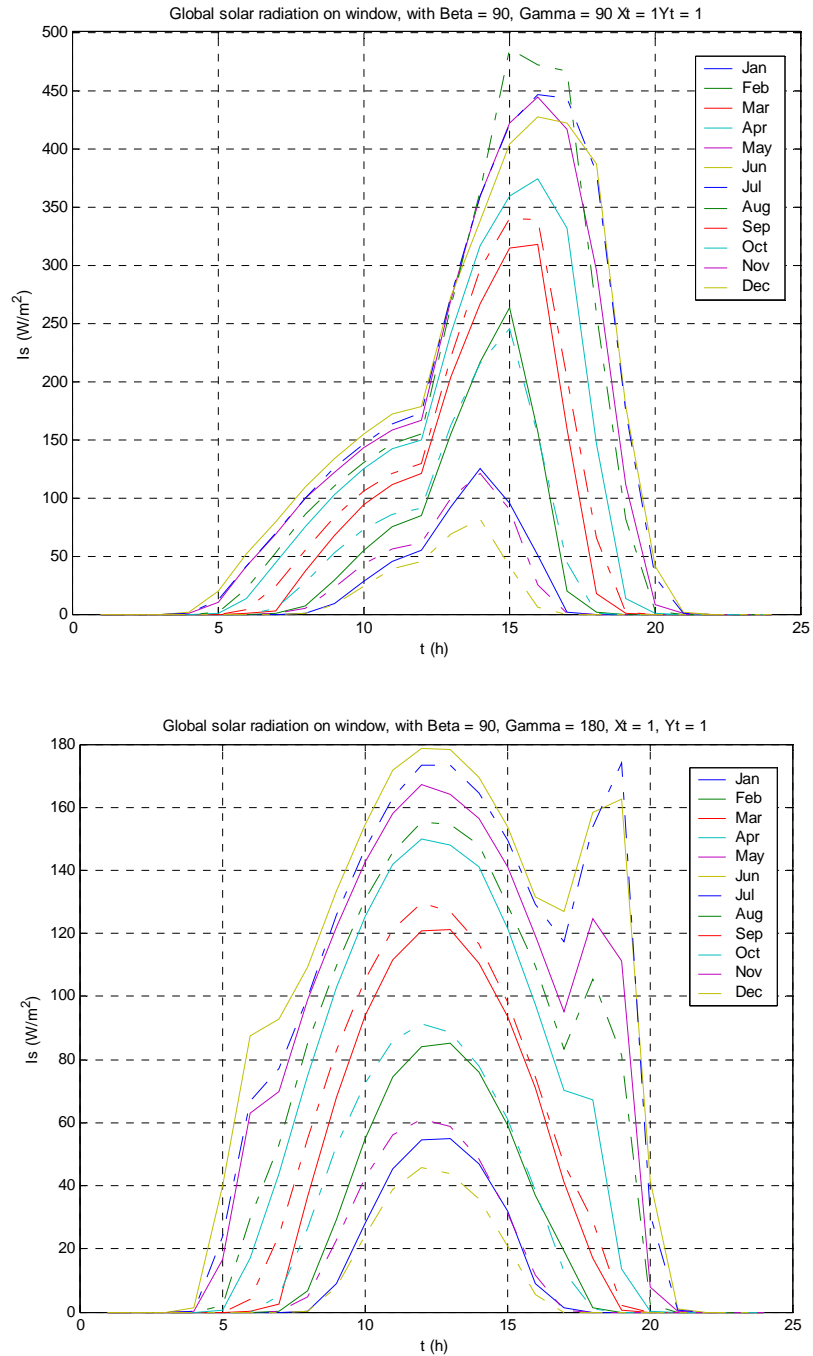 Global solar radiation on window, with Beta = 90, Gamma = 90 Xt = 1Yt = 1
500
450
400
350
300
250
200
150
100
50
0
Is (W/m²)
Jan
Feb
Mar
Apr
May
Jun
Jul
Aug
Sep
Oct
Nov
Dec
0 5 10 15 20 25
t (h)
Global solar radiation on window, with Beta = 90, Gamma = 180, Xt = 1, Yt = 1
180
160
140
120
100
80
60
40
20
0
Is (W/m²)
Jan
Feb
Mar
Apr
May
Jun
Jul
Aug
Sep
Oct
Nov
Dec
0 5 10 15 20 25
t (h)